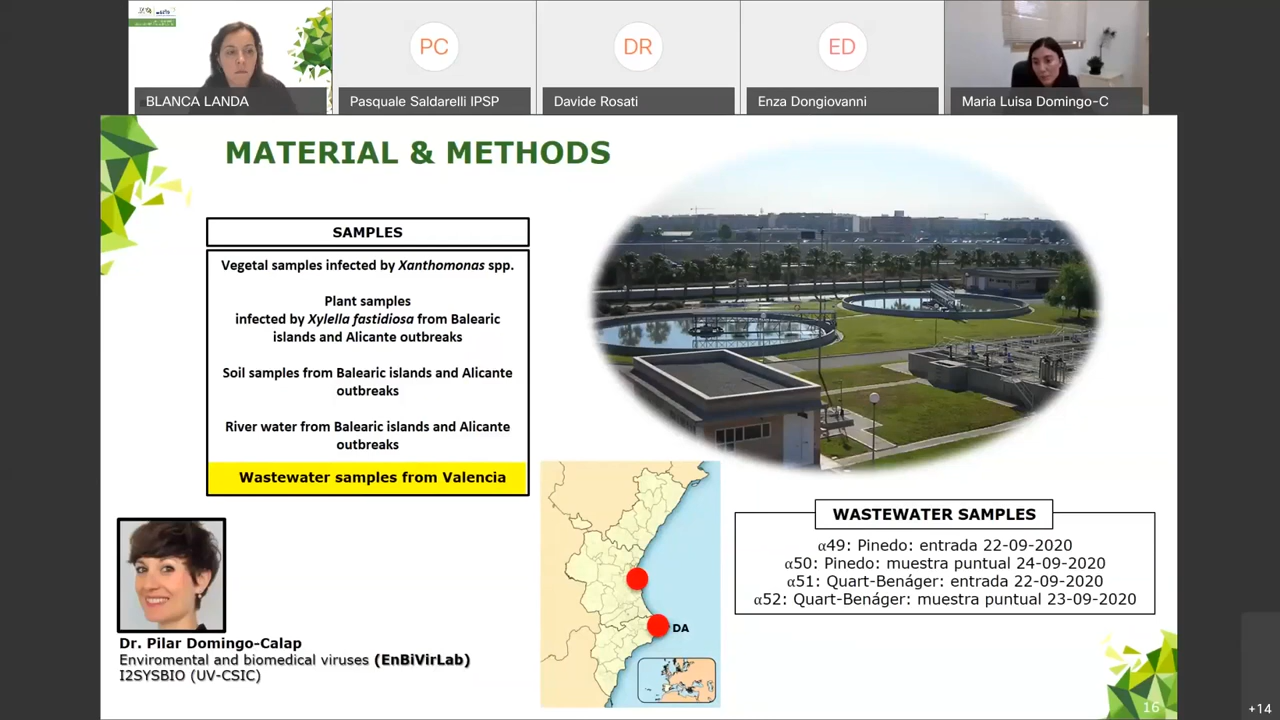 BLANCA LANDA
PC
Pasquale Saldarelli IPSP
DR
Davide Rosati
ED
Enza Dongiovanni
Maria Luisa Domingo-C
MATERIAL & METHODS
SAMPLES
Vegetal samples infected by Xanthomonas spp.
Plant samples
infected by Xylella fastidiosa from Balearic
islands and Alicante outbreaks
Soil samples from Balearic islands and Alicante
outbreaks
River water from Balearic islands and Alicante
outbreaks
Wastewater samples from Valencia
Dr. Pilar Domingo-Calap
Enviromental and biomedical viruses (EnBiVirLab)
I2SYSBIO (UV-CSIC)
DA
WASTEWATER SAMPLES
α49: Pinedo: entrada 22-09-2020
α50: Pinedo: muestra puntual 24-09-2020
α51: Quart-Benáger: entrada 22-09-2020
α52: Quart-Benáger: muestra puntual 23-09-2020
16
+14